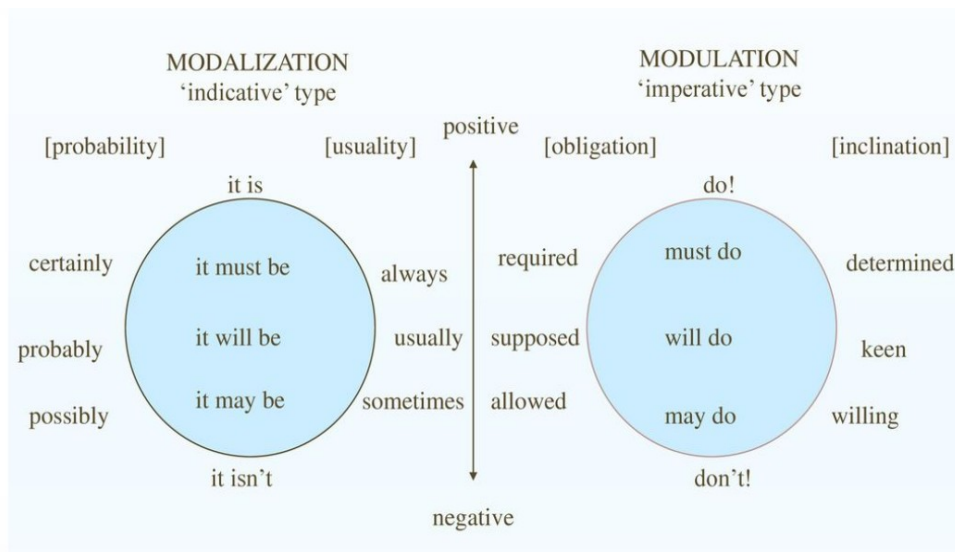 MODALIZATION
‘indicative’ type
MODULATION
‘imperative’ type
positive
[probability]
[usuality]
[obligation]
[inclination]
it is
do!
certainly
it must be
always
required
must do
determined
probably
it will be
usually
supposed
will do
keen
possibly
it may be
sometimes
allowed
may do
willing
it isn’t
don’t!
negative